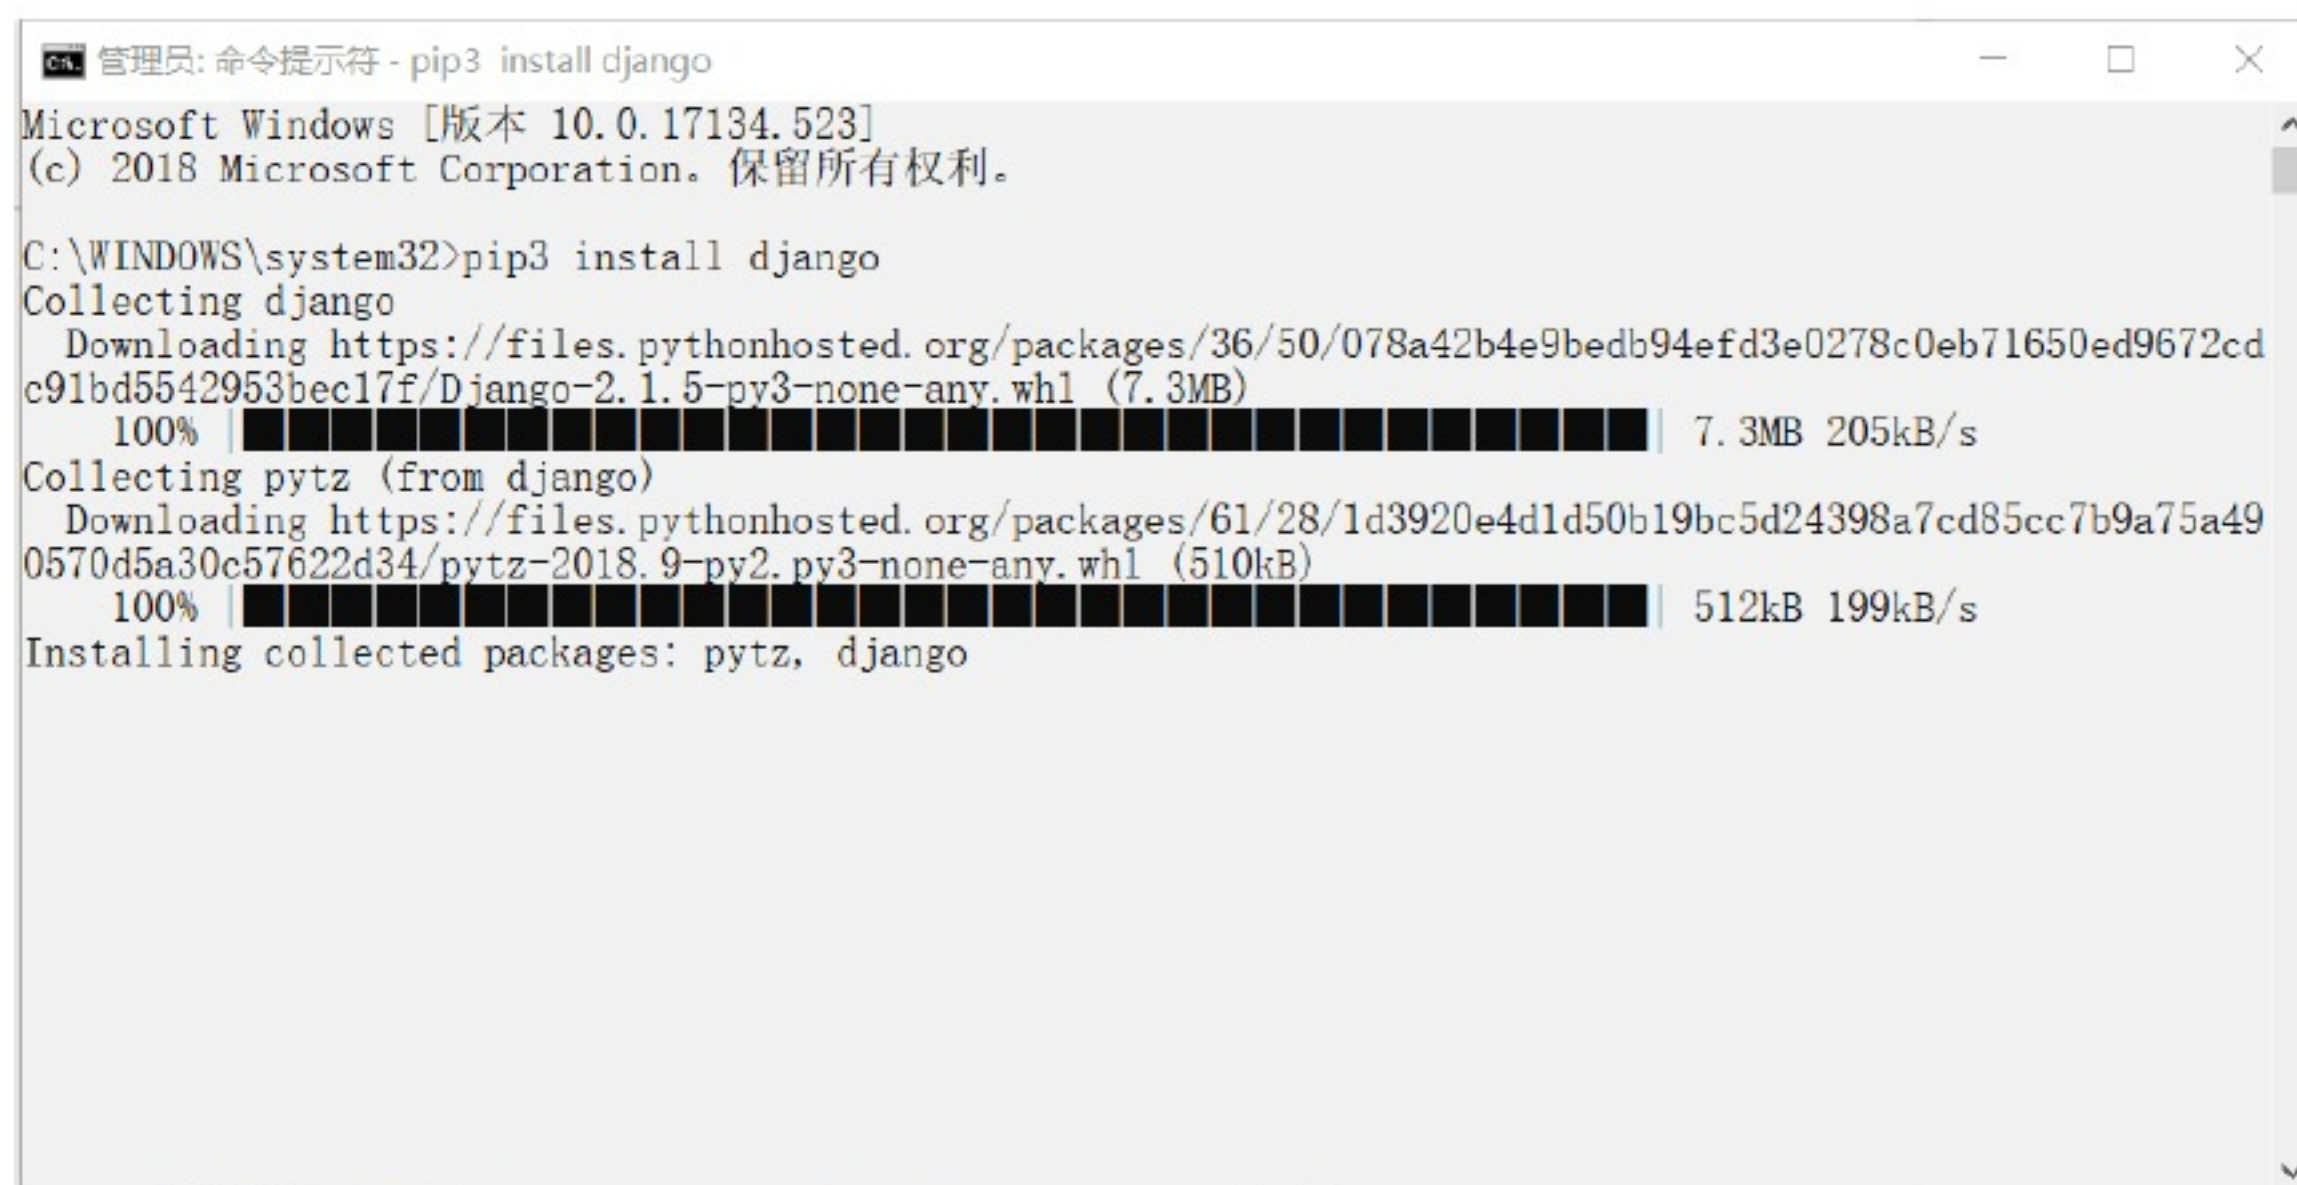 管理员: 命令提示符 - pip3 install django
Microsoft Windows [版本 10.0.17134.523]
(c) 2018 Microsoft Corporation。保留所有权利。
C:\WINDOWS\system32>pip3 install django
Collecting django
Downloading https://files.pythonhosted.org/packages/36/50/078a42b4e9bedb94efd3e0278c0eb71650ed9672cd
c91bd5542953bec17f/Django-2.1.5-py3-none-any.whl (7.3MB)
100% 7.3MB 205kB/s
Collecting pytz (from django)
Downloading https://files.pythonhosted.org/packages/61/28/1d3920e4d1d50b19bc5d24398a7cd85cc7b9a75a49
0570d5a30c57622d34/pytz-2018.9-py2.py3-none-any.whl (510kB)
100% 512kB 199kB/s
Installing collected packages: pytz, django